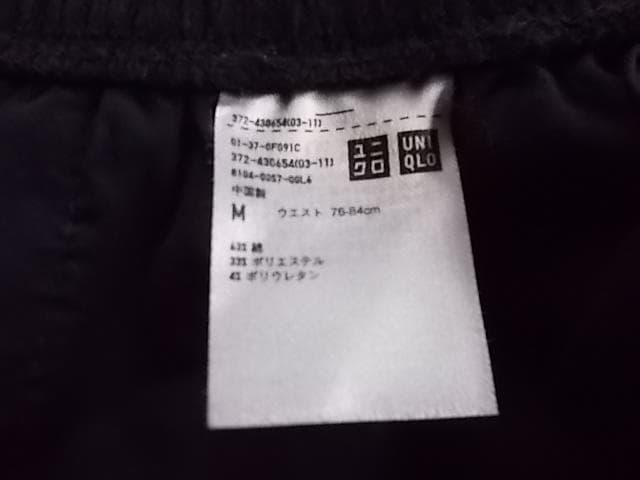 372-430654(03-11)
01-37-0F091C
372-430654(03-11)
ユニ
クロ
UNI
QLO
中国製
M ウエスト 76-84cm
63% 綿
33% ポリエステル
4% ポリウレタン